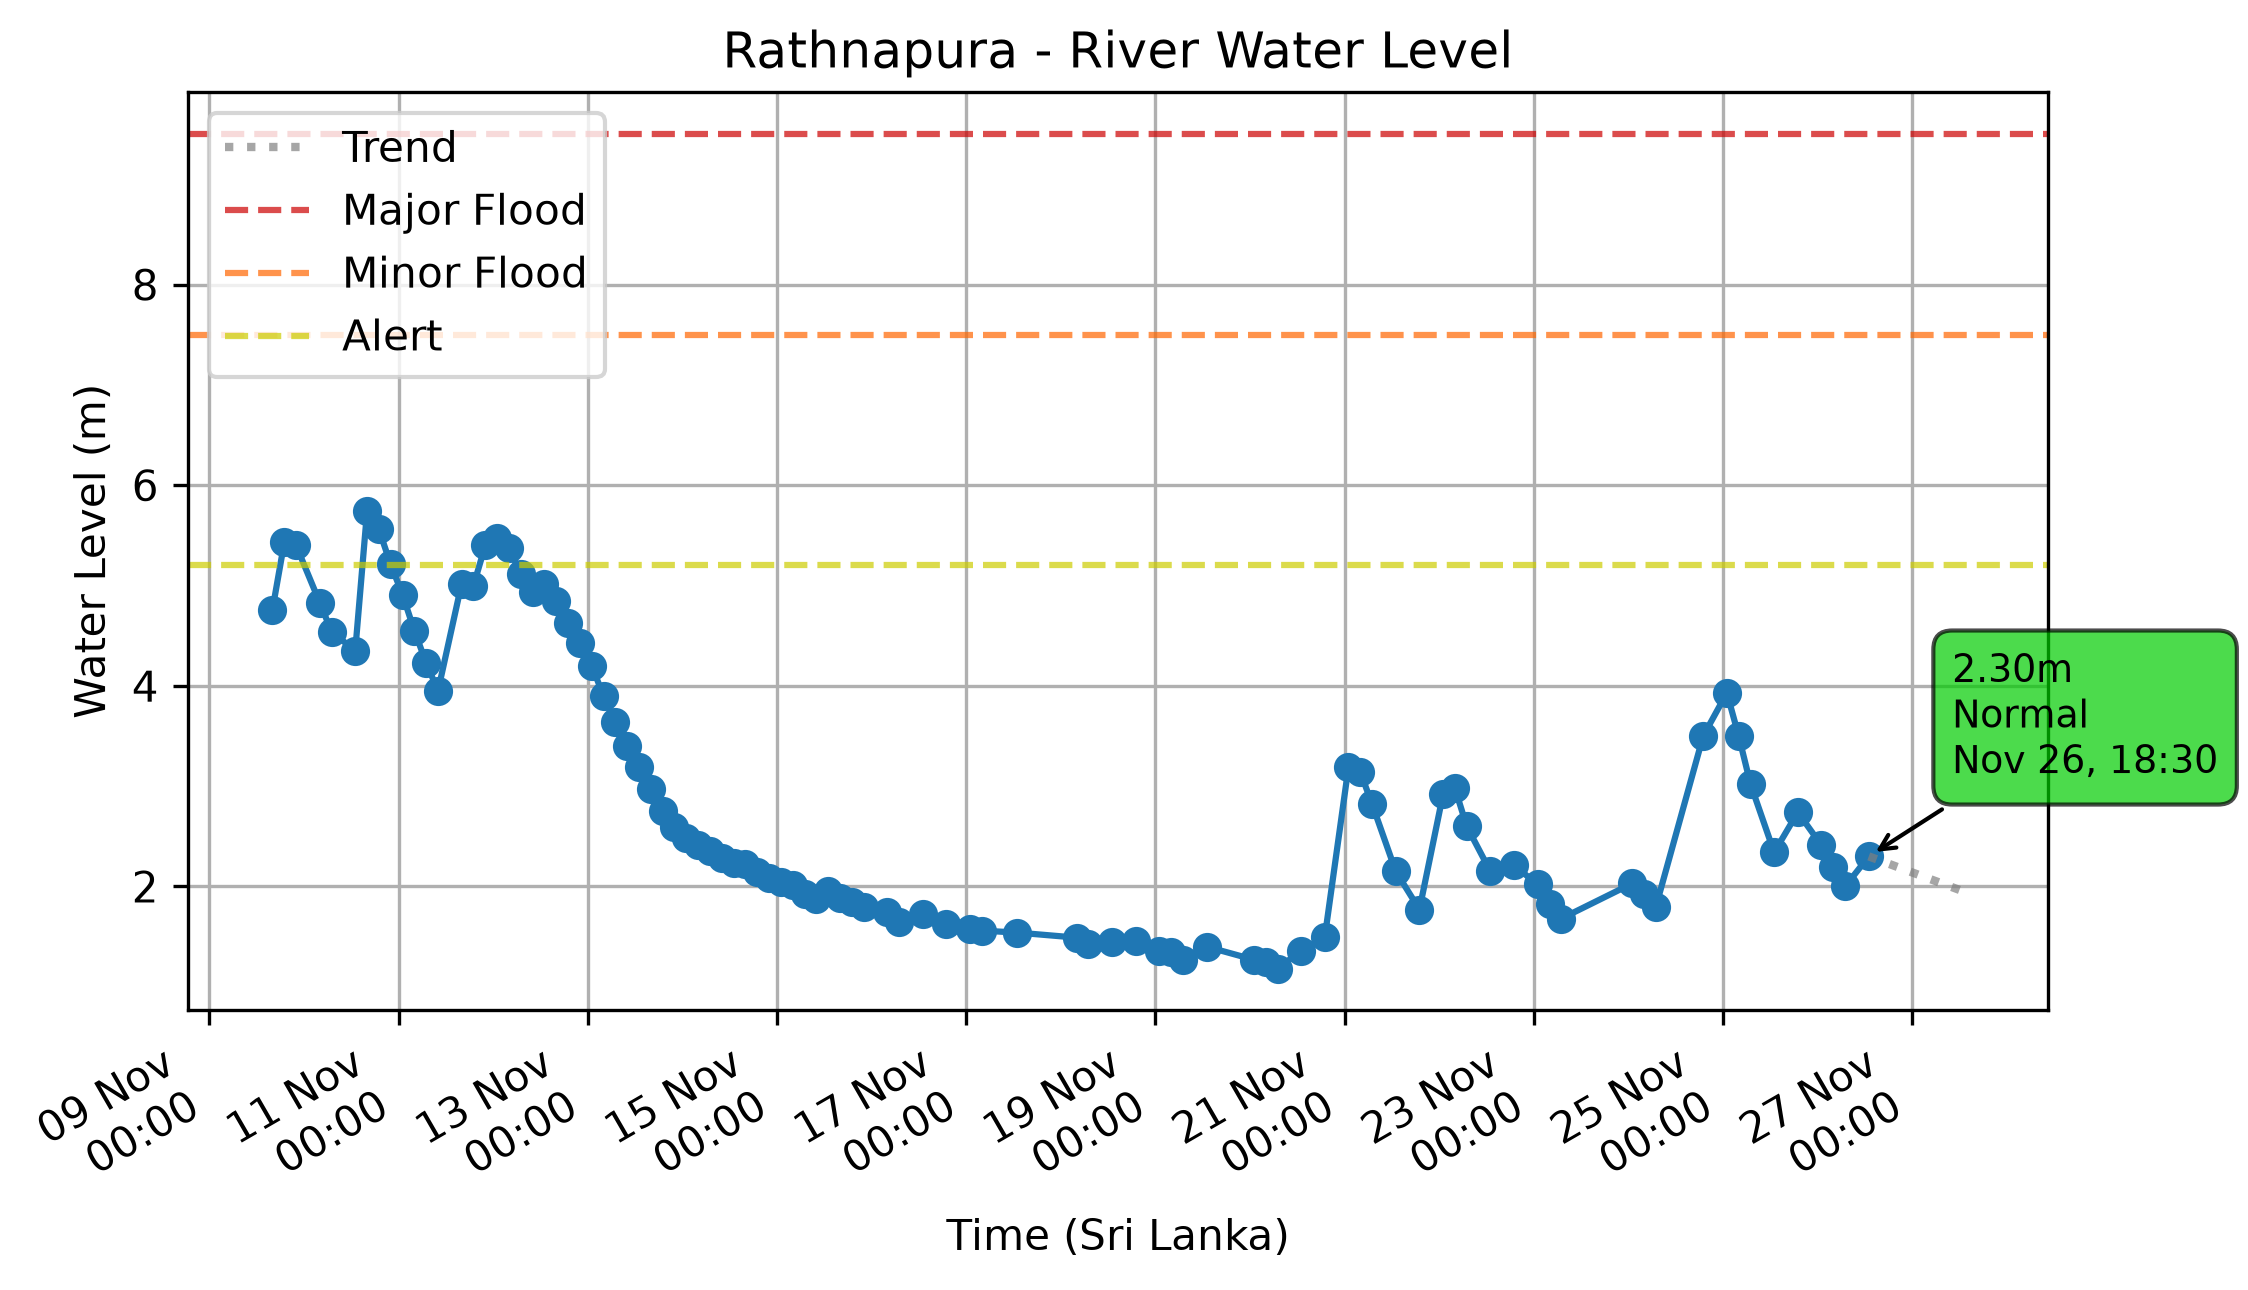 Rathnapura - River Water Level
Trend
Major Flood
Minor Flood
Alert
8
6
4
2
Water Level (m)
2.30m
Normal
Nov 26, 18:30
09 Nov
00:00
11 Nov
00:00
13 Nov
00:00
15 Nov
00:00
17 Nov
00:00
19 Nov
00:00
21 Nov
00:00
23 Nov
00:00
25 Nov
00:00
27 Nov
00:00
Time (Sri Lanka)